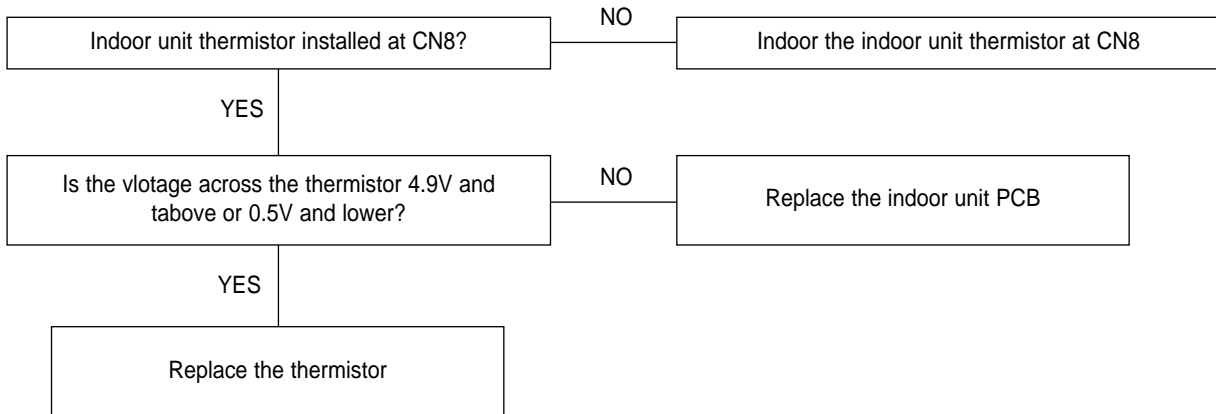 Indoor unit thermistor installed at CN8?
NO
Indoor the indoor unit thermistor at CN8
YES
Is the vlotage across the thermistor 4.9V and
tabove or 0.5V and lower?
NO
Replace the indoor unit PCB
YES
Replace the thermistor